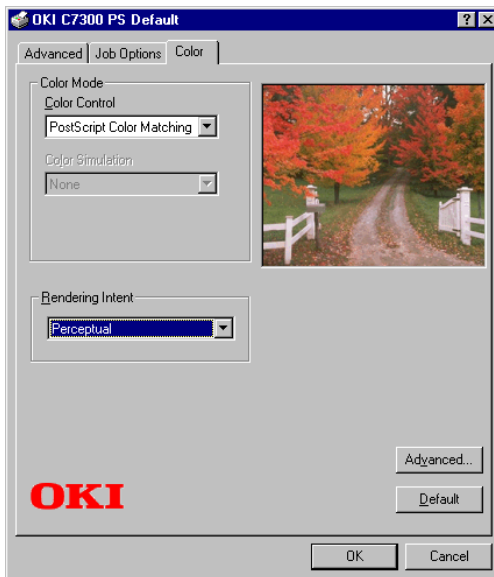 OKI C7300 PS Default
Advanced Job Options Color
Color Mode
Color Control
PostScript Color Matching
Color Simulation
None
Rendering Intent
Perceptual
Advanced...
OKI
Default
OK Cancel